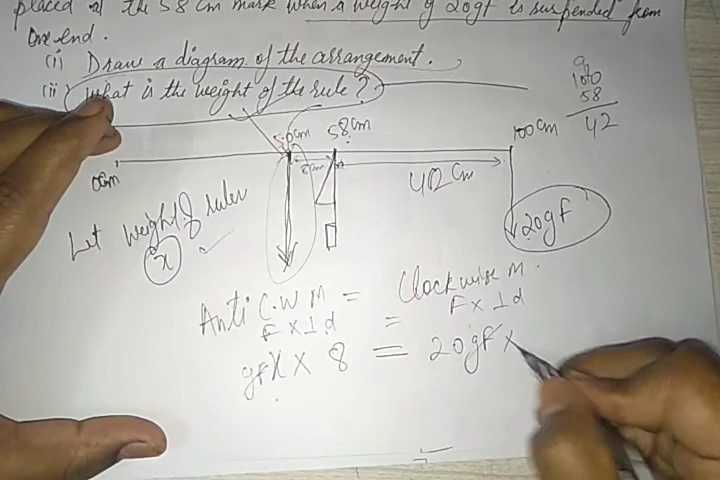 placed at the 58 cm mark when a weight of 20gf is suspended from
one end.
(i) Draw a diagram of the arrangement.
(ii) What is the weight of the rule?
100
58
42
50cm
58cm
100cm
0cm
8cm
42cm
20gf
Let weight of ruler
x
Anti C.W M = Clockwise M.
F × ⊥ d = F × ⊥ d
gf x × 8 = 20gf ×